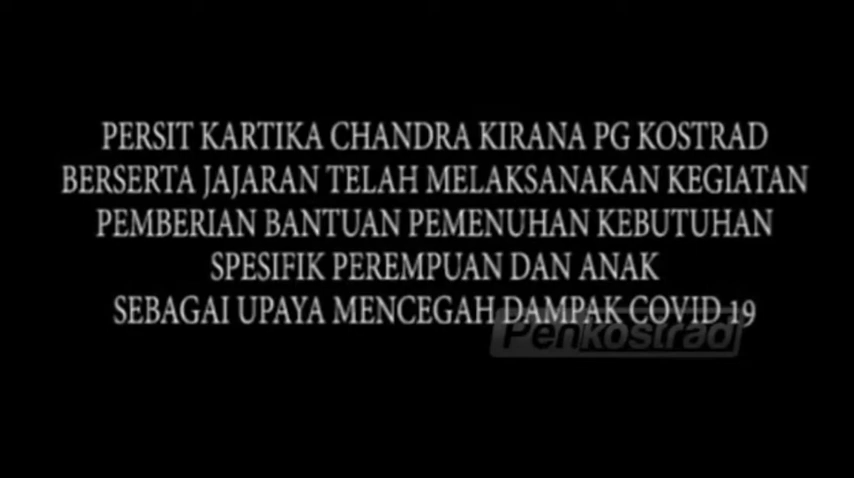 PERSIT KARTIKA CHANDRA KIRANA PG KOSTRAD
BERSERTA JAJARAN TELAH MELAKSANAKAN KEGIATAN
PEMBERIAN BANTUAN PEMENUHAN KEBUTUHAN
SPESIFIK PEREMPUAN DAN ANAK
SEBAGAI UPAYA MENCEGAH DAMPAK COVID 19
Penkostrad